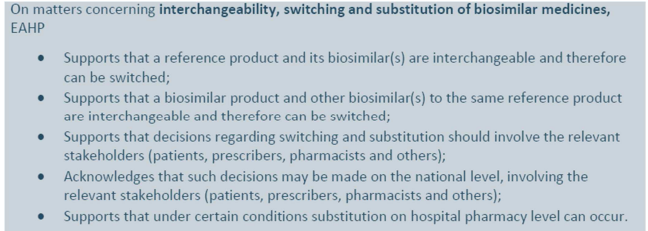 On matters concerning interchangeability, switching and substitution of biosimilar medicines,
EAHP
• Supports that a reference product and its biosimilar(s) are interchangeable and therefore
can be switched;
• Supports that a biosimilar product and other biosimilar(s) to the same reference product
are interchangeable and therefore can be switched;
• Supports that decisions regarding switching and substitution should involve the relevant
stakeholders (patients, prescribers, pharmacists and others);
• Acknowledges that such decisions may be made on the national level, involving the
relevant stakeholders (patients, prescribers, pharmacists and others);
• Supports that under certain conditions substitution on hospital pharmacy level can occur.